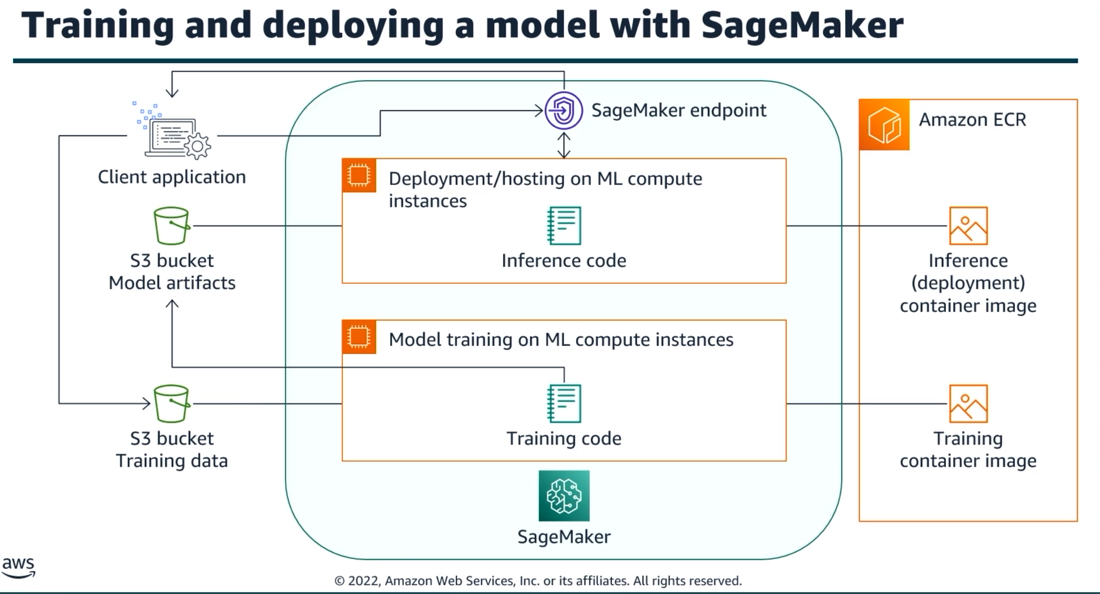 Training and deploying a model with SageMaker
SageMaker endpoint
Amazon ECR
Client application
Deployment/hosting on ML compute
instances
S3 bucket
Model artifacts
Inference code
Inference
(deployment)
container image
Model training on ML compute instances
S3 bucket
Training data
Training code
Training
container image
SageMaker
aws
© 2022, Amazon Web Services, Inc. or its affiliates. All rights reserved.